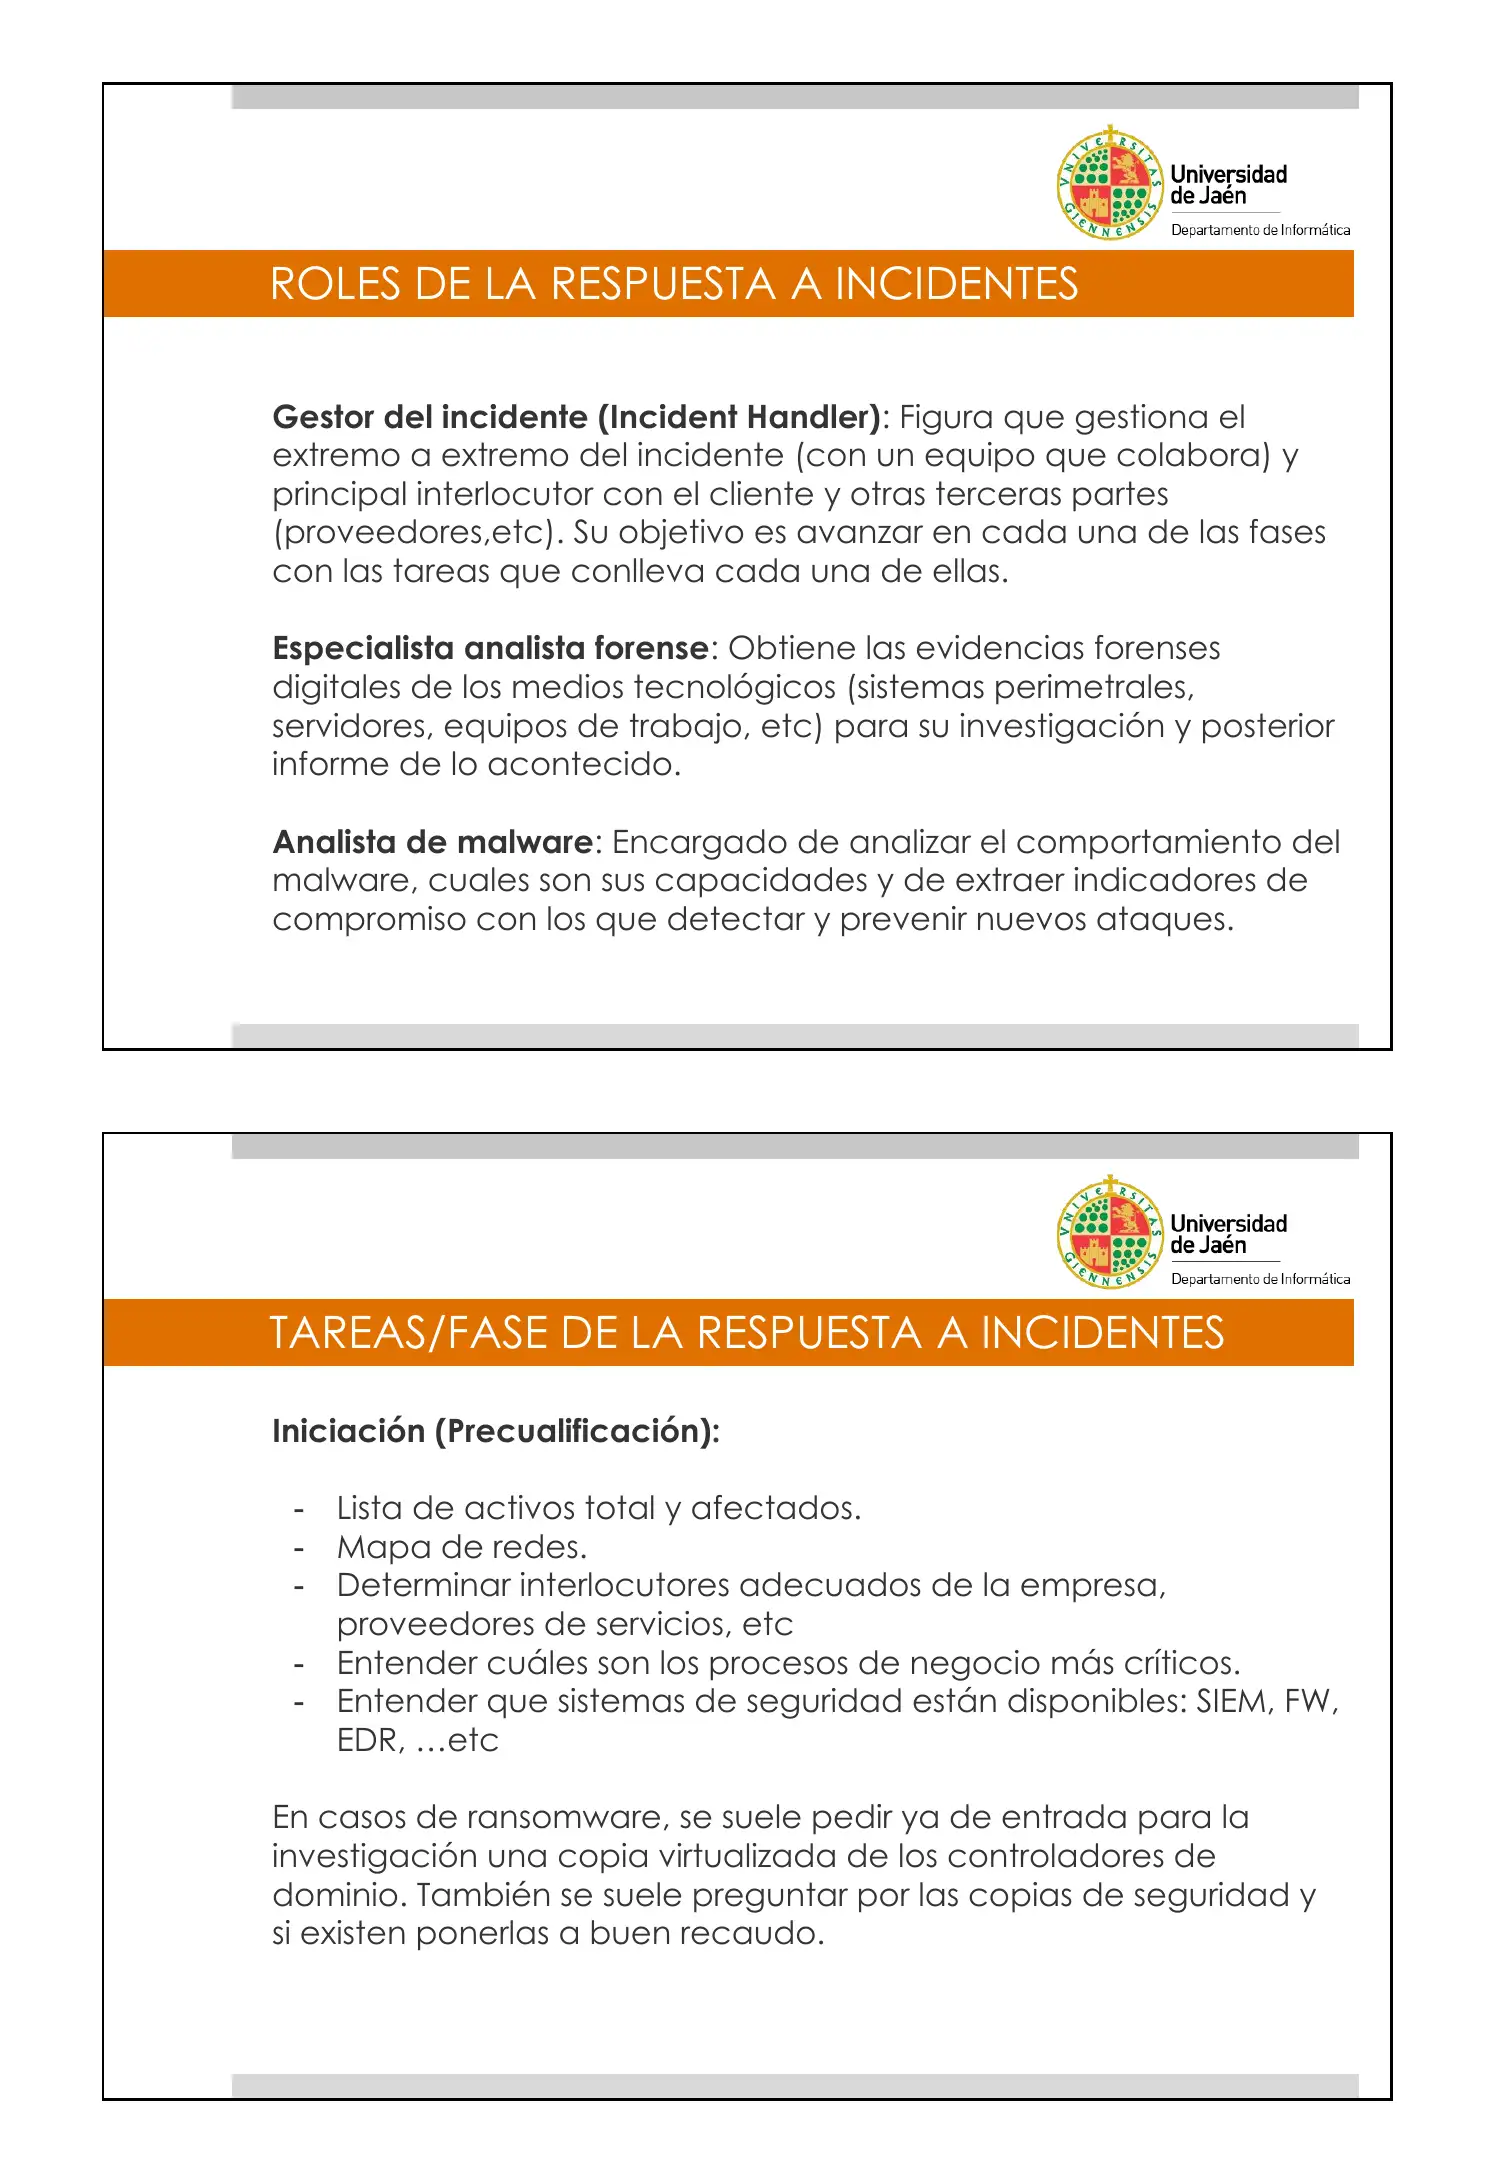 VNIVERSITAS GIENNENSIS
Universidad
de Jaén
Departamento de Informática
ROLES DE LA RESPUESTA A INCIDENTES
Gestor del incidente (Incident Handler): Figura que gestiona el
extremo a extremo del incidente (con un equipo que colabora) y
principal interlocutor con el cliente y otras terceras partes
(proveedores,etc). Su objetivo es avanzar en cada una de las fases
con las tareas que conlleva cada una de ellas.
Especialista analista forense: Obtiene las evidencias forenses
digitales de los medios tecnológicos (sistemas perimetrales,
servidores, equipos de trabajo, etc) para su investigación y posterior
informe de lo acontecido.
Analista de malware: Encargado de analizar el comportamiento del
malware, cuales son sus capacidades y de extraer indicadores de
compromiso con los que detectar y prevenir nuevos ataques.
VNIVERSITAS GIENNENSIS
Universidad
de Jaén
Departamento de Informática
TAREAS/FASE DE LA RESPUESTA A INCIDENTES
Iniciación (Precualificación):
- Lista de activos total y afectados.
- Mapa de redes.
- Determinar interlocutores adecuados de la empresa,
proveedores de servicios, etc
- Entender cuáles son los procesos de negocio más críticos.
- Entender que sistemas de seguridad están disponibles: SIEM, FW,
EDR, …etc
En casos de ransomware, se suele pedir ya de entrada para la
investigación una copia virtualizada de los controladores de
dominio. También se suele preguntar por las copias de seguridad y
si existen ponerlas a buen recaudo.